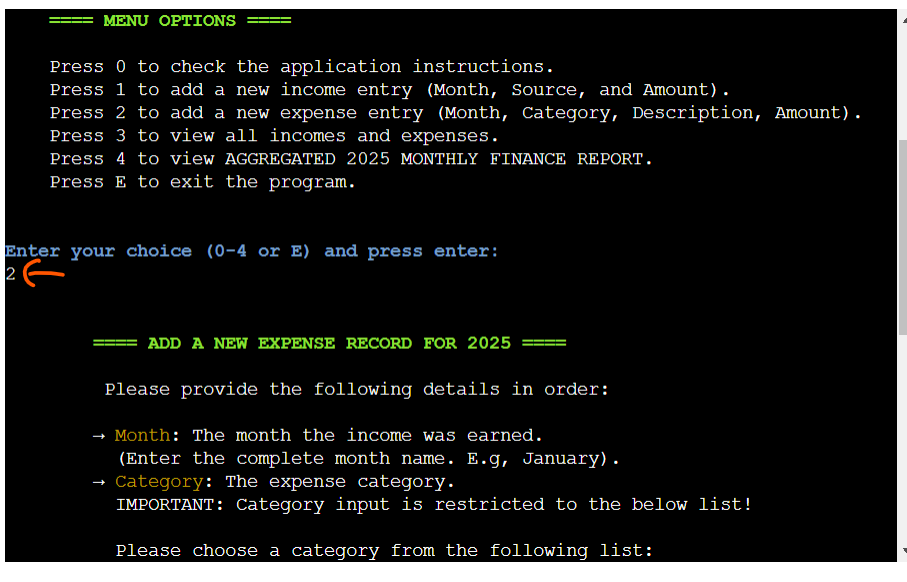 ==== MENU OPTIONS ====
Press 0 to check the application instructions.
Press 1 to add a new income entry (Month, Source, and Amount).
Press 2 to add a new expense entry (Month, Category, Description, Amount).
Press 3 to view all incomes and expenses.
Press 4 to view AGGREGATED 2025 MONTHLY FINANCE REPORT.
Press E to exit the program.
Enter your choice (0-4 or E) and press enter:
2
==== ADD A NEW EXPENSE RECORD FOR 2025 ====
Please provide the following details in order:
→ Month: The month the income was earned.
(Enter the complete month name. E.g, January).
→ Category: The expense category.
IMPORTANT: Category input is restricted to the below list!
Please choose a category from the following list: